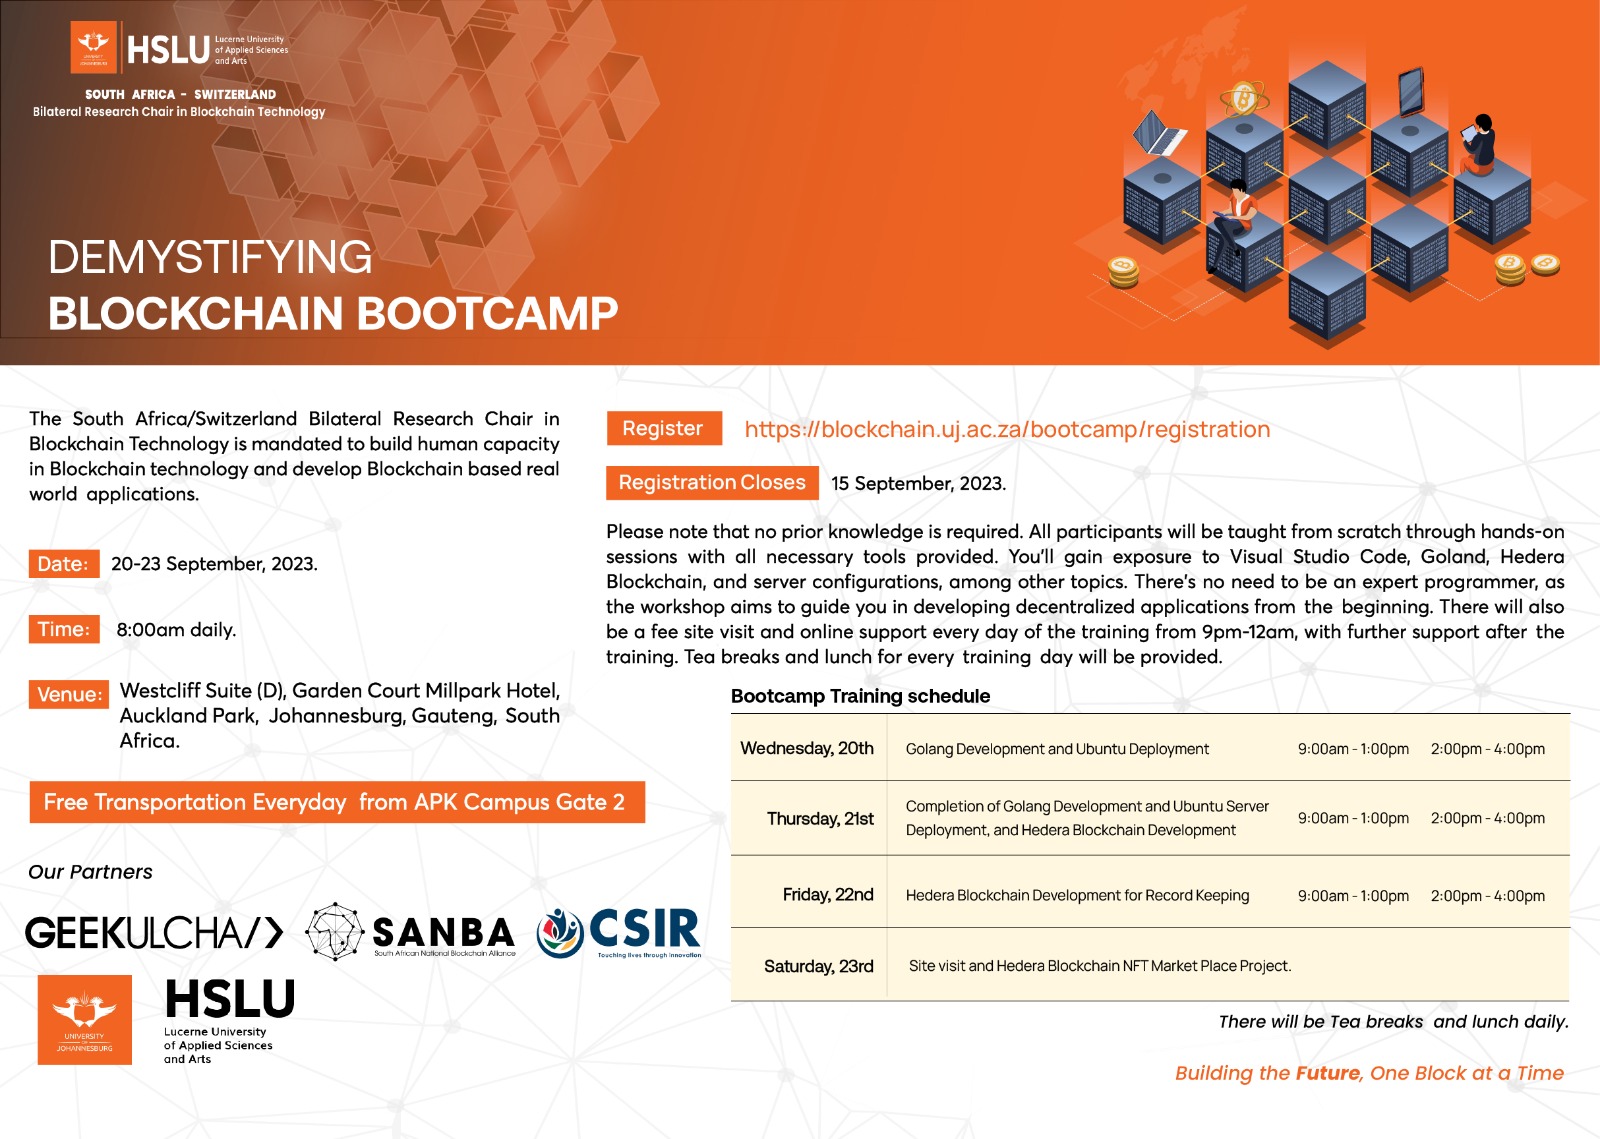 UNIVERSITY
OF
JOHANNESBURG
HSLU
Lucerne University
of Applied Sciences
and Arts
SOUTH AFRICA - SWITZERLAND
Bilateral Research Chair in Blockchain Technology
DEMYSTIFYING
BLOCKCHAIN BOOTCAMP
The South Africa/Switzerland Bilateral Research Chair in
Blockchain Technology is mandated to build human capacity
in Blockchain technology and develop Blockchain based real
world applications.
Date: 20-23 September, 2023.
Time: 8:00am daily.
Venue: Westcliff Suite (D), Garden Court Millpark Hotel,
Auckland Park, Johannesburg, Gauteng, South
Africa.
Free Transportation Everyday from APK Campus Gate 2
Our Partners
GEEKULCHA/>
SANBA
South African National Blockchain Alliance
CSIR
Touching lives through innovation
UNIVERSITY
OF
JOHANNESBURG
HSLU
Lucerne University
of Applied Sciences
and Arts
Register https://blockchain.uj.ac.za/bootcamp/registration
Registration Closes 15 September, 2023.
Please note that no prior knowledge is required. All participants will be taught from scratch through hands-on
sessions with all necessary tools provided. You'll gain exposure to Visual Studio Code, Goland, Hedera
Blockchain, and server configurations, among other topics. There's no need to be an expert programmer, as
the workshop aims to guide you in developing decentralized applications from the beginning. There will also
be a fee site visit and online support every day of the training from 9pm-12am, with further support after the
training. Tea breaks and lunch for every training day will be provided.
Bootcamp Training schedule
Wednesday, 20th Golang Development and Ubuntu Deployment 9:00am - 1:00pm 2:00pm - 4:00pm
Thursday, 21st Completion of Golang Development and Ubuntu Server
Deployment, and Hedera Blockchain Development 9:00am - 1:00pm 2:00pm - 4:00pm
Friday, 22nd Hedera Blockchain Development for Record Keeping 9:00am - 1:00pm 2:00pm - 4:00pm
Saturday, 23rd Site visit and Hedera Blockchain NFT Market Place Project.
There will be Tea breaks and lunch daily.
Building the Future, One Block at a Time